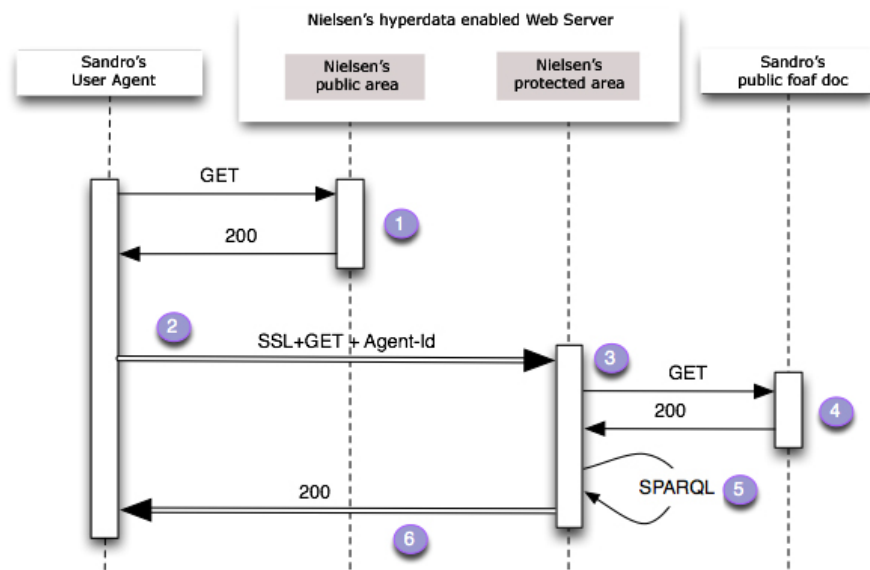 Nielsen's hyperdata enabled Web Server
Sandro's
User Agent
Nielsen's
public area
Nielsen's
protected area
Sandro's
public foaf doc
GET
1
200
2
SSL+GET + Agent-Id
3
GET
4
200
SPARQL
5
200
6